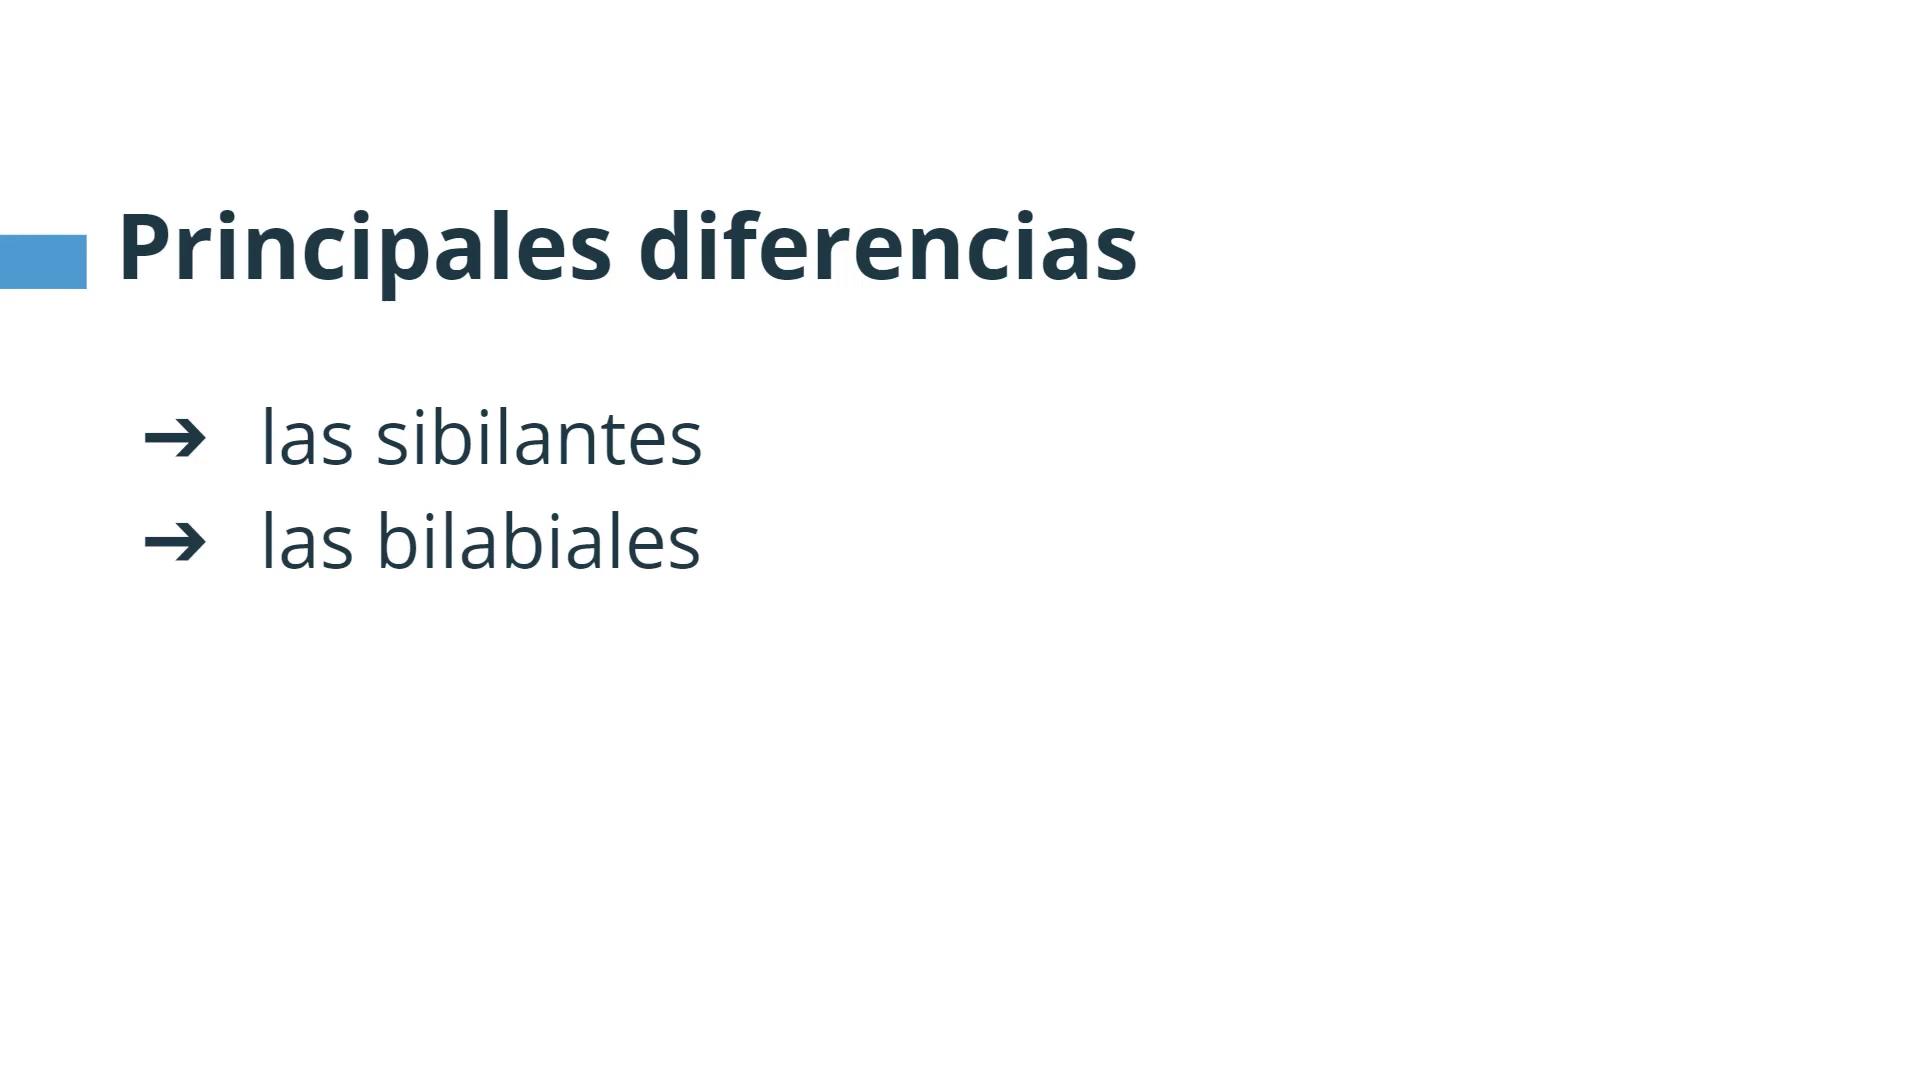 Principales diferencias
➔ las sibilantes
➔ las bilabiales